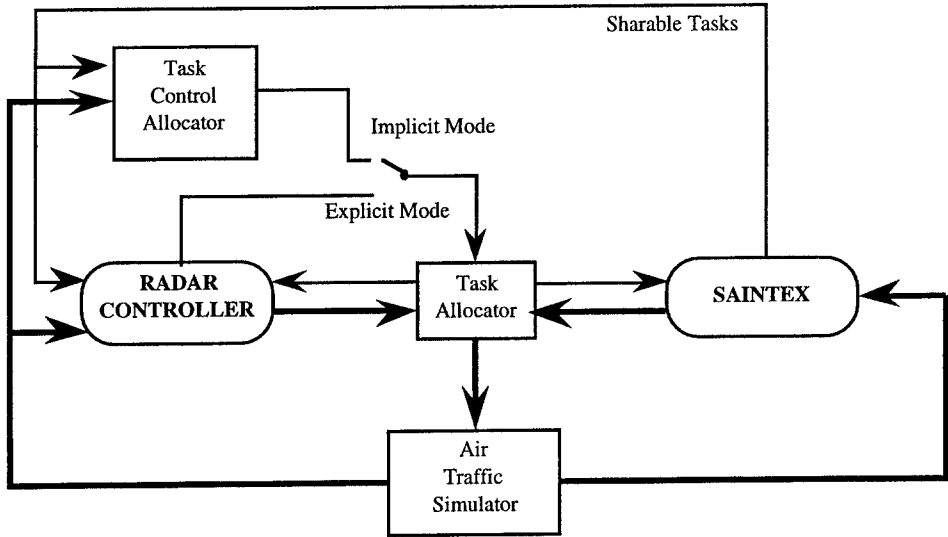 Sharable Tasks
Task
Control
Allocator
Implicit Mode
Explicit Mode
RADAR
CONTROLLER
Task
Allocator
SAINTEX
Air
Traffic
Simulator